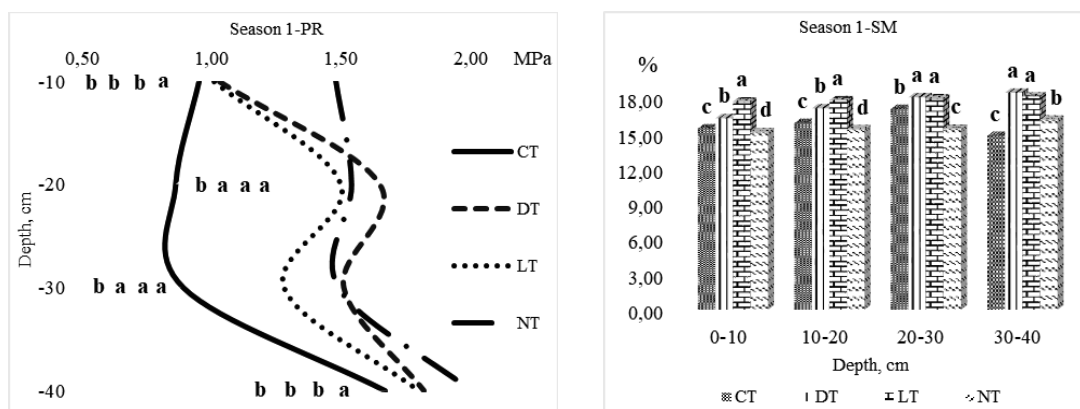 Season 1-PR
0,50 1,00 1,50 2,00 MPa
-10 b b b a
CT
-20 b a a a
DT
LT
-30 b a a a
NT
-40 b b b a
Depth, cm
Season 1-SM
%
18,00
15,00
12,00
9,00
6,00
3,00
0,00
c b a d c b a d b a a c c a a b
0-10 10-20 20-30 30-40
Depth, cm
CT DT LT NT